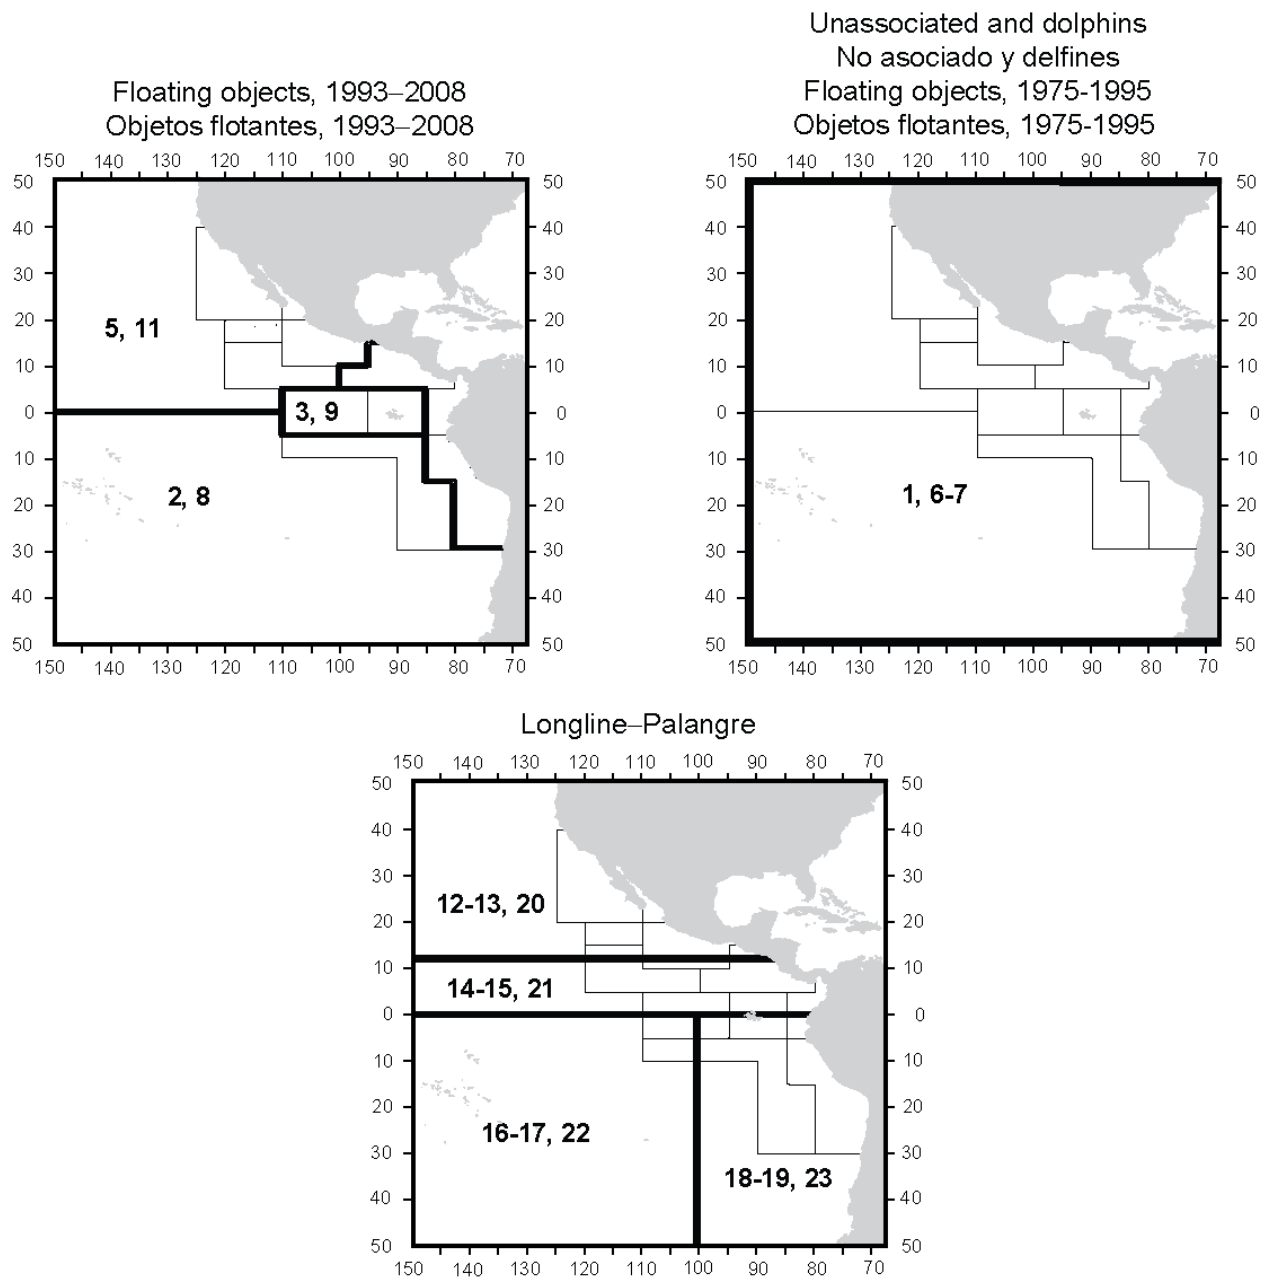 Floating objects, 1993–2008
Objetos flotantes, 1993–2008
150 140 130 120 110 100 90 80 70
50 50
40 40
30 30
5, 11
20 20
10 10
0 3, 9 0
10 10
2, 8
20 20
30 30
40 40
50 50
150 140 130 120 110 100 90 80 70
Unassociated and dolphins
No asociado y delfines
Floating objects, 1975-1995
Objetos flotantes, 1975-1995
150 140 130 120 110 100 90 80 70
50 50
40 40
30 30
20 20
10 10
0 0
10 10
1, 6-7
20 20
30 30
40 40
50 50
150 140 130 120 110 100 90 80 70
Longline–Palangre
150 140 130 120 110 100 90 80 70
50 50
40 40
30 30
12-13, 20
20 20
10 10
14-15, 21
0 0
10 10
20 20
16-17, 22
30 30
18-19, 23
40 40
50 50
150 140 130 120 110 100 90 80 70